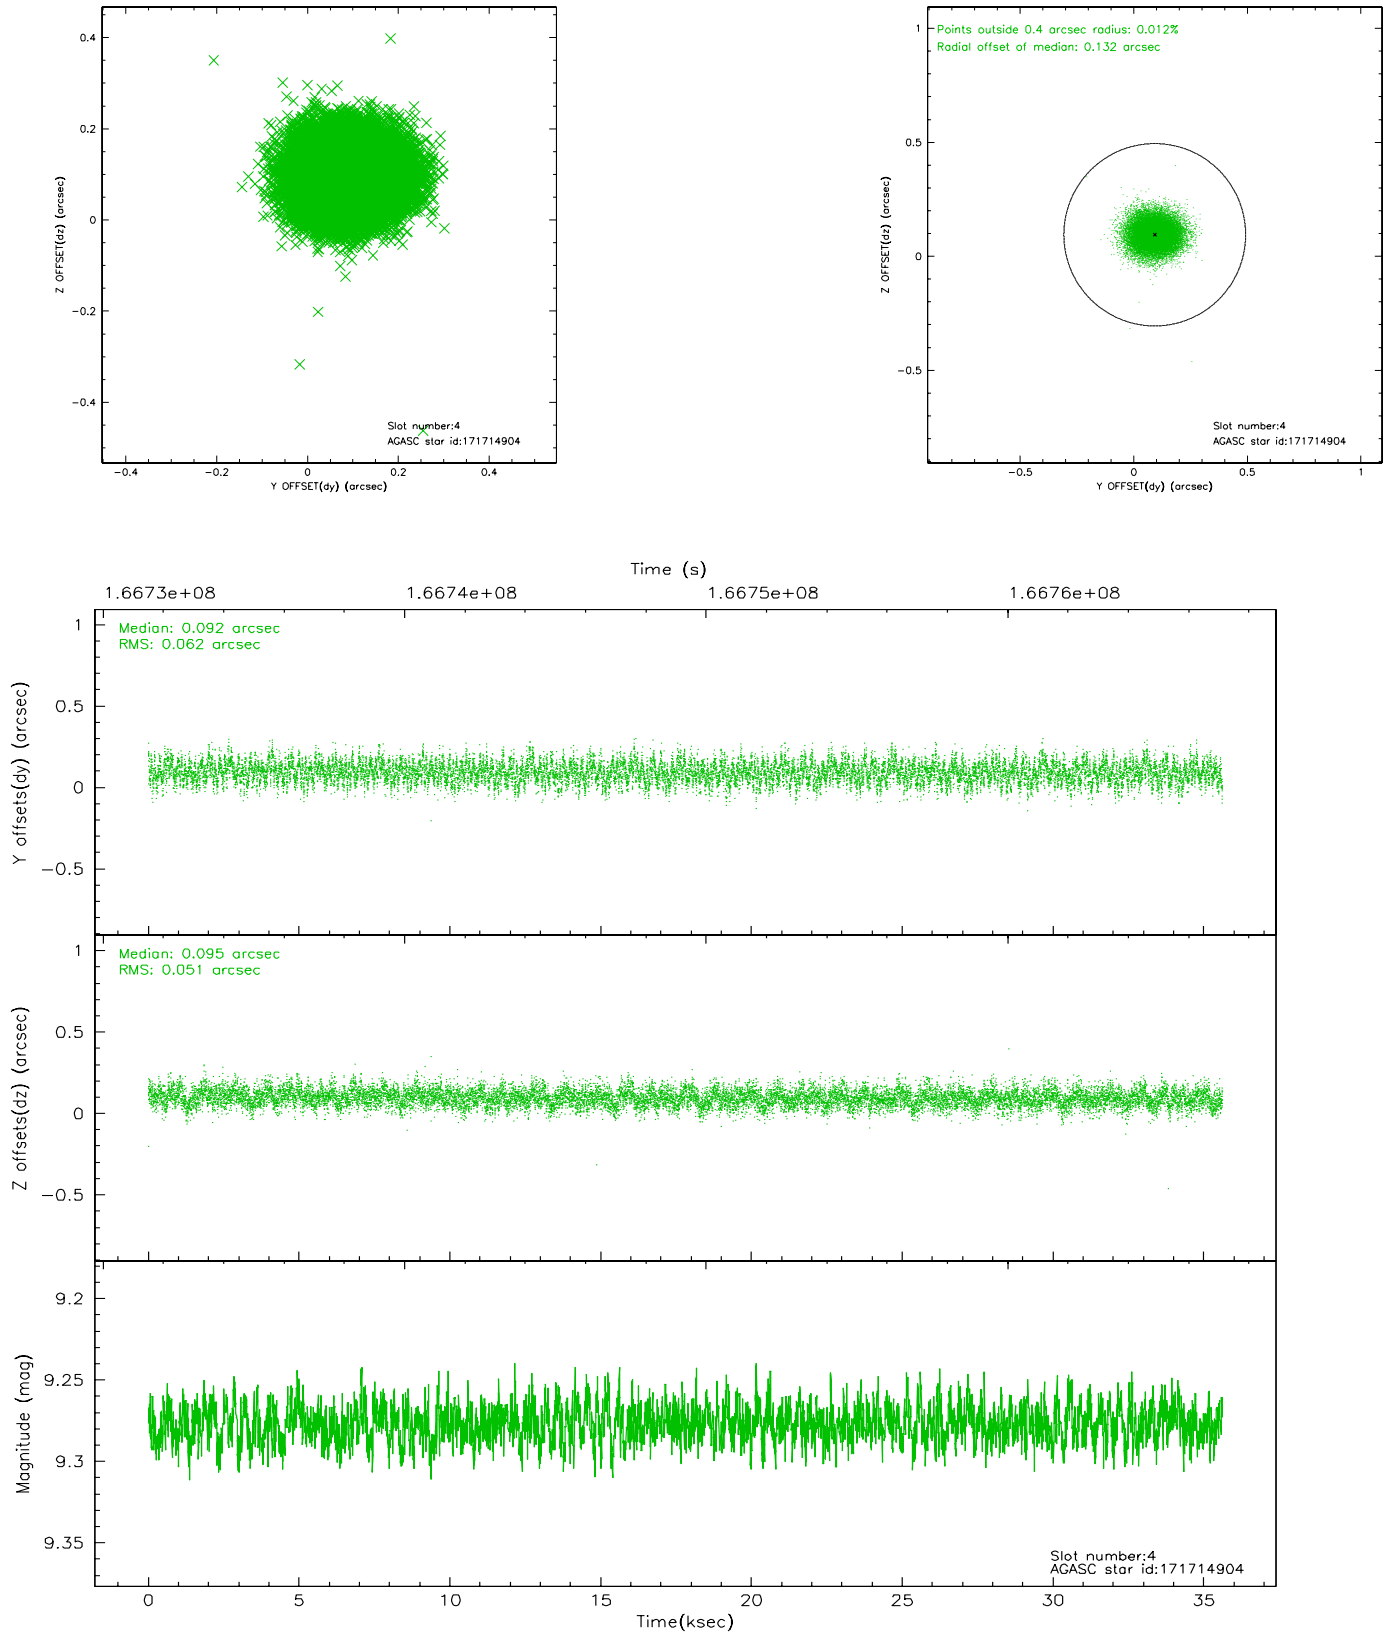 0.4
0.2
0
−0.2
−0.4
Z OFFSET(dz) (arcsec)
Slot number:4
AGASC star id:171714904
−0.4 −0.2 0 0.2 0.4
Y OFFSET(dy) (arcsec)
Points outside 0.4 arcsec radius: 0.012%
Radial offset of median: 0.132 arcsec
1
0.5
0
−0.5
Z OFFSET(dz) (arcsec)
Slot number:4
AGASC star id:171714904
−0.5 0 0.5 1
Y OFFSET(dy) (arcsec)
Time (s)
1.6673e+08 1.6674e+08 1.6675e+08 1.6676e+08
Median: 0.092 arcsec
RMS: 0.062 arcsec
1
0.5
0
−0.5
Y offsets(dy) (arcsec)
Median: 0.095 arcsec
RMS: 0.051 arcsec
1
0.5
0
−0.5
Z offsets(dz) (arcsec)
9.2
9.25
9.3
9.35
Magnitude (mag)
Slot number:4
AGASC star id:171714904
0 5 10 15 20 25 30 35
Time(ksec)